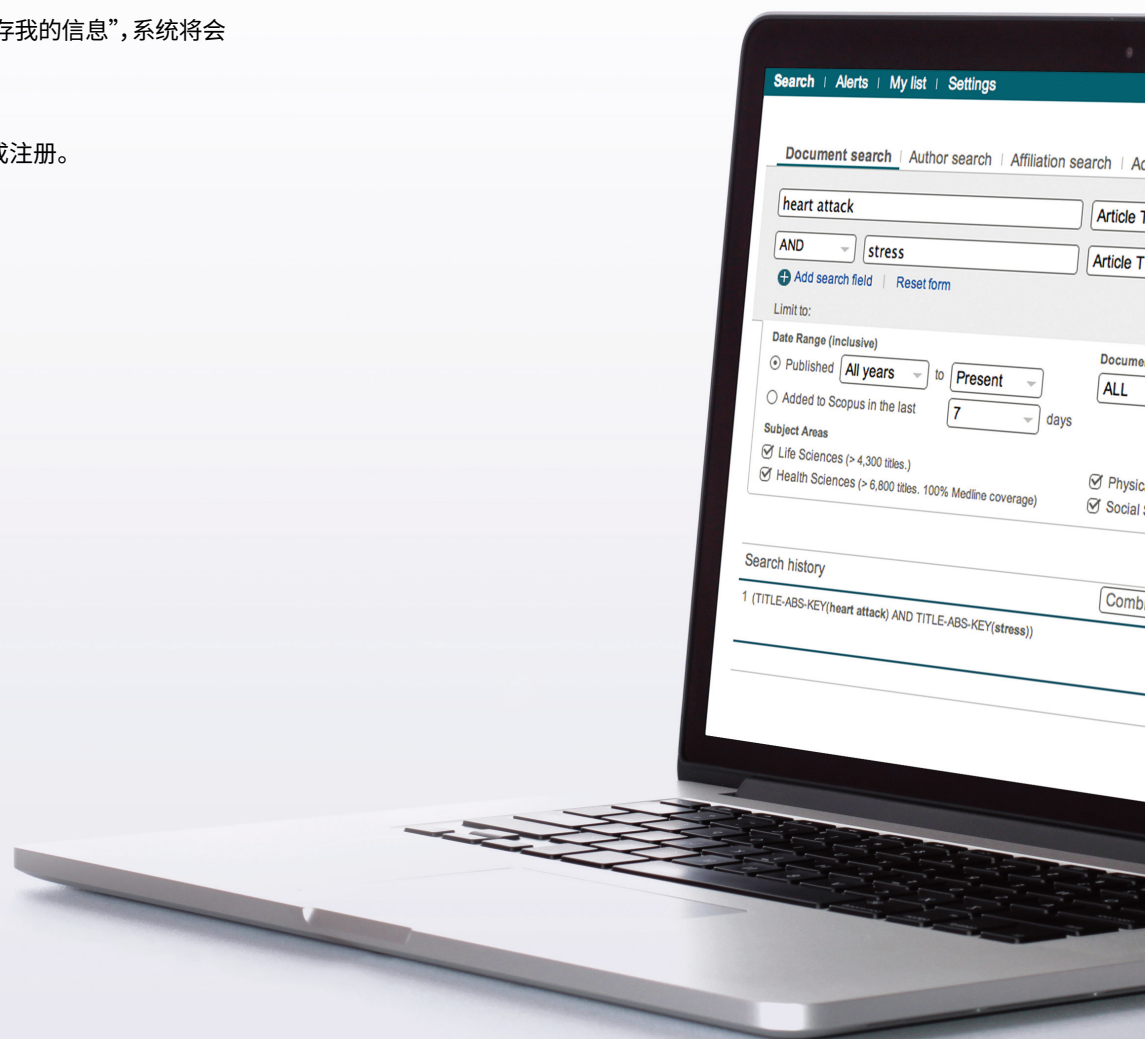 存我的信息”，系统将会
或注册。
Search | Alerts | My list | Settings
Document search | Author search | Affiliation search |
heart attack Article
AND stress Article
Add search field | Reset form
Limit to:
Date Range (inclusive)
Published All years to Present
ALL
Added to Scopus in the last 7 days
Subject Areas
Life Sciences (> 4,300 titles.)
Health Sciences (> 6,800 titles. 100% Medline coverage)
Social
Search history
1 (TITLE-ABS-KEY(heart attack) AND TITLE-ABS-KEY(stress))